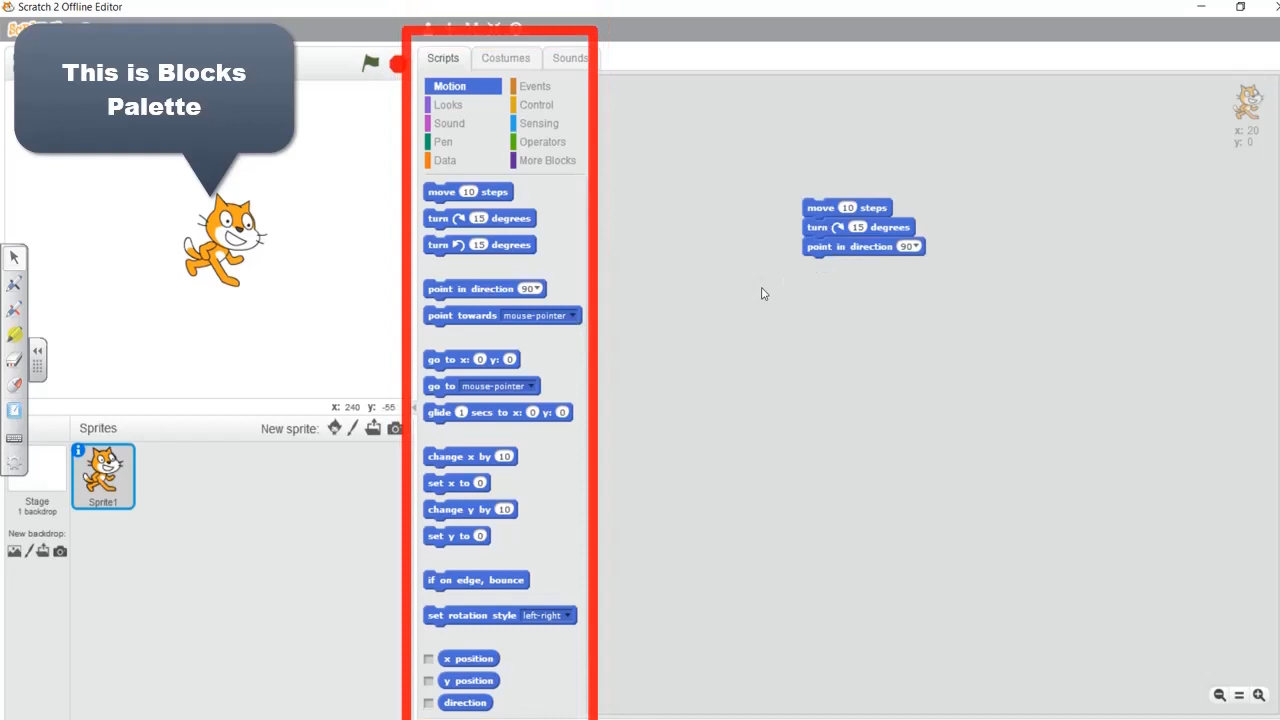 Scratch 2 Offline Editor
This is Blocks
Palette
x: 240 y: -55
Sprites
New sprite:
Sprite1
Stage
1 backdrop
New backdrop:
Scripts Costumes Sounds
Motion Events
Looks Control
Sound Sensing
Pen Operators
Data More Blocks
move 10 steps
turn 15 degrees
turn 15 degrees
point in direction 90
point towards mouse-pointer
go to x: 0 y: 0
go to mouse-pointer
glide 1 secs to x: 0 y: 0
change x by 10
set x to 0
change y by 10
set y to 0
if on edge, bounce
set rotation style left-right
x position
y position
direction
move 10 steps
turn 15 degrees
point in direction 90
x: 20
y: 0